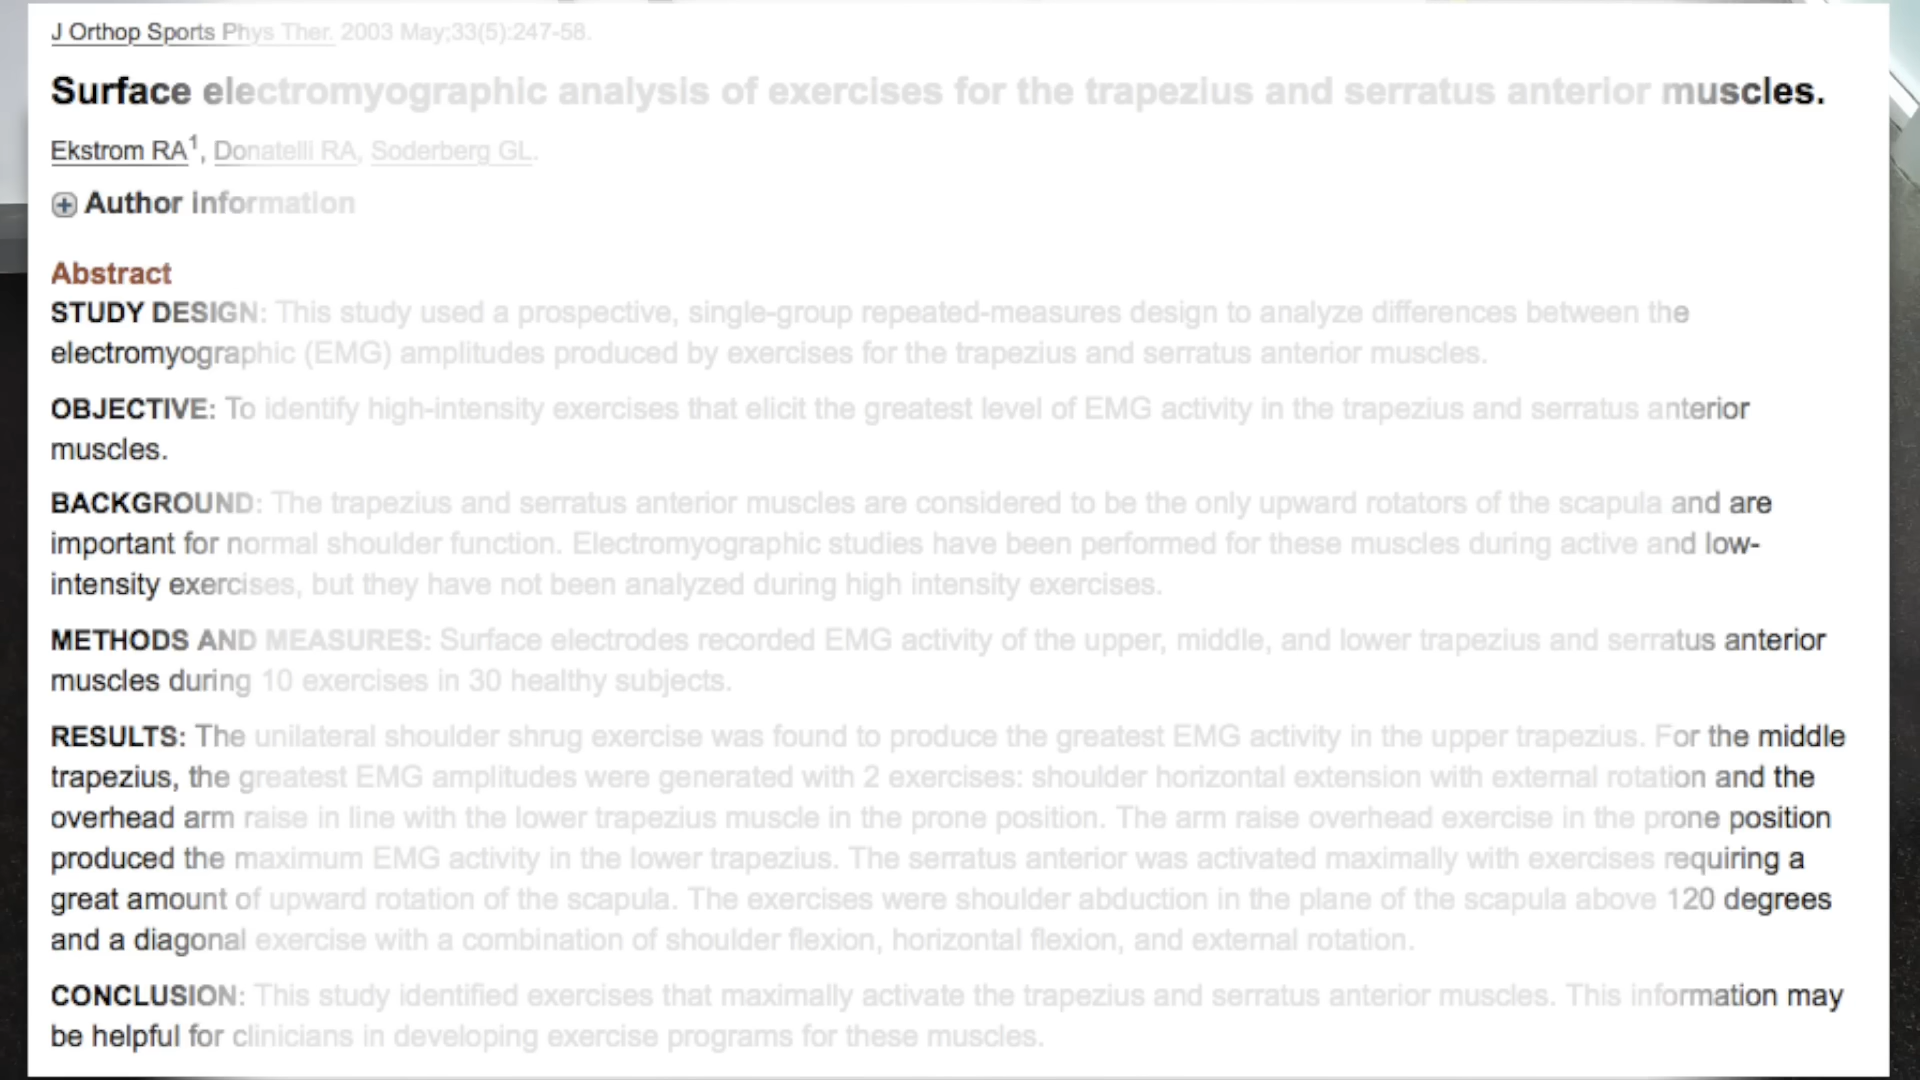 J Orthop Sports Phys Ther. 2003 May;33(5):247-58.
Surface electromyographic analysis of exercises for the trapezius and serratus anterior muscles.
Ekstrom RA1, Donatelli RA, Soderberg GL.
Author information
Abstract
STUDY DESIGN: This study used a prospective, single-group repeated-measures design to analyze differences between the
electromyographic (EMG) amplitudes produced by exercises for the trapezius and serratus anterior muscles.
OBJECTIVE: To identify high-intensity exercises that elicit the greatest level of EMG activity in the trapezius and serratus anterior
muscles.
BACKGROUND: The trapezius and serratus anterior muscles are considered to be the only upward rotators of the scapula and are
important for normal shoulder function. Electromyographic studies have been performed for these muscles during active and low-
intensity exercises, but they have not been analyzed during high intensity exercises.
METHODS AND MEASURES: Surface electrodes recorded EMG activity of the upper, middle, and lower trapezius and serratus anterior
muscles during 10 exercises in 30 healthy subjects.
RESULTS: The unilateral shoulder shrug exercise was found to produce the greatest EMG activity in the upper trapezius. For the middle
trapezius, the greatest EMG amplitudes were generated with 2 exercises: shoulder horizontal extension with external rotation and the
overhead arm raise in line with the lower trapezius muscle in the prone position. The arm raise overhead exercise in the prone position
produced the maximum EMG activity in the lower trapezius. The serratus anterior was activated maximally with exercises requiring a
great amount of upward rotation of the scapula. The exercises were shoulder abduction in the plane of the scapula above 120 degrees
and a diagonal exercise with a combination of shoulder flexion, horizontal flexion, and external rotation.
CONCLUSION: This study identified exercises that maximally activate the trapezius and serratus anterior muscles. This information may
be helpful for clinicians in developing exercise programs for these muscles.